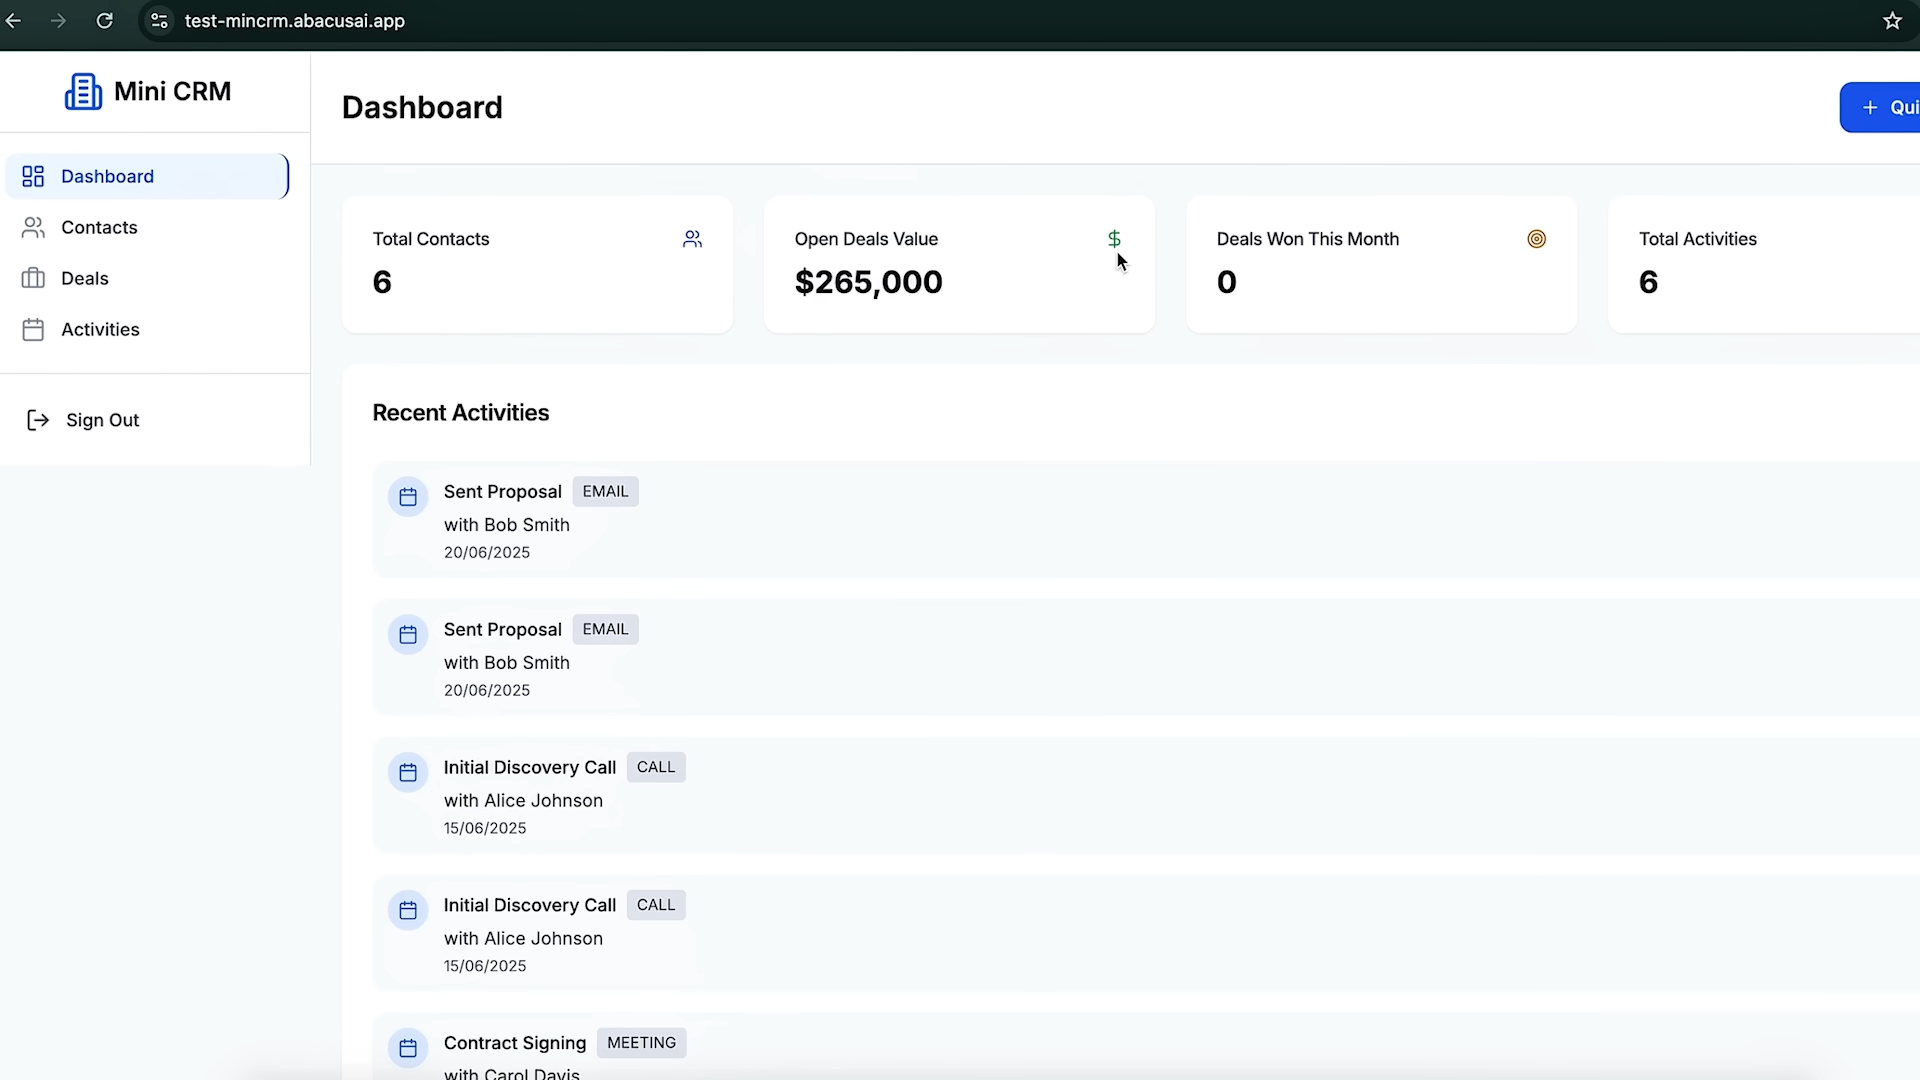 test-mincrm.abacusai.app
Mini CRM
Dashboard
Contacts
Deals
Activities
Sign Out
Dashboard
+ Qui
Total Contacts
6
Open Deals Value
$
$265,000
Deals Won This Month
0
Total Activities
6
Recent Activities
Sent Proposal EMAIL
with Bob Smith
20/06/2025
Sent Proposal EMAIL
with Bob Smith
20/06/2025
Initial Discovery Call CALL
with Alice Johnson
15/06/2025
Initial Discovery Call CALL
with Alice Johnson
15/06/2025
Contract Signing MEETING
with Carol Davis